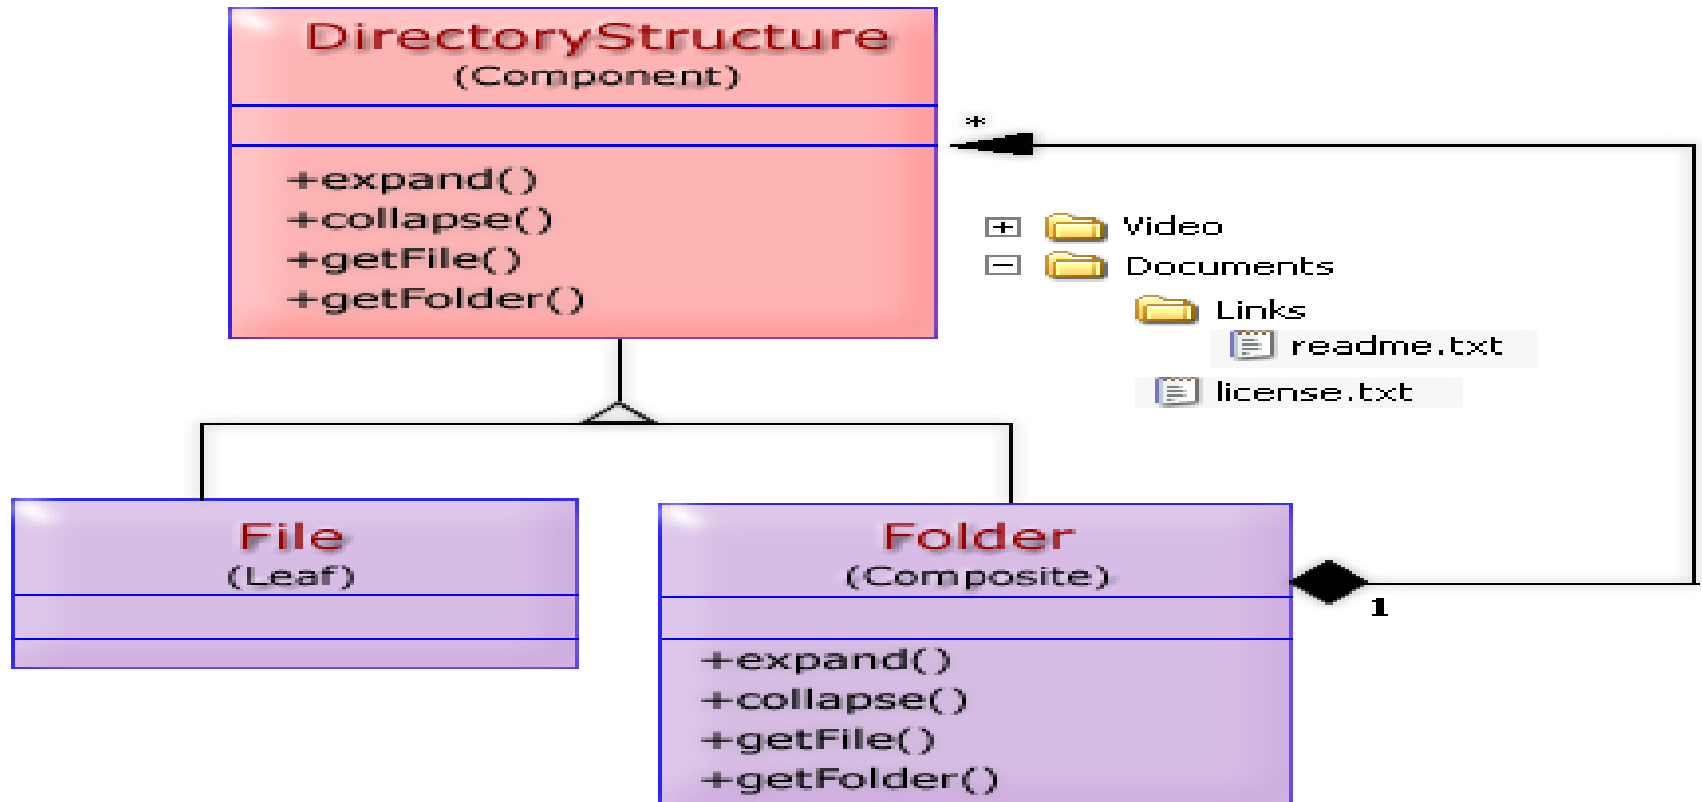 DirectoryStructure
(Component)
+expand()
+collapse()
+getFile()
+getFolder()
*
Video
Documents
Links
readme.txt
license.txt
File
(Leaf)
Folder
(Composite)
1
+expand()
+collapse()
+getFile()
+getFolder()